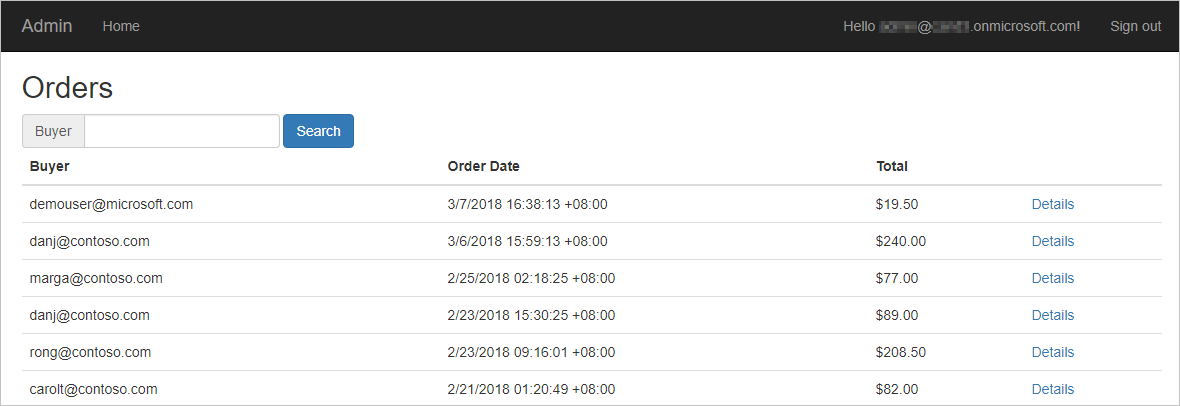 Admin Home Hello @ .onmicrosoft.com! Sign out
Orders
Buyer Search
Buyer Order Date Total
demouser@microsoft.com 3/7/2018 16:38:13 +08:00 $19.50 Details
danj@contoso.com 3/6/2018 15:59:13 +08:00 $240.00 Details
marga@contoso.com 2/25/2018 02:18:25 +08:00 $77.00 Details
danj@contoso.com 2/23/2018 15:30:25 +08:00 $89.00 Details
rong@contoso.com 2/23/2018 09:16:01 +08:00 $208.50 Details
carolt@contoso.com 2/21/2018 01:20:49 +08:00 $82.00 Details